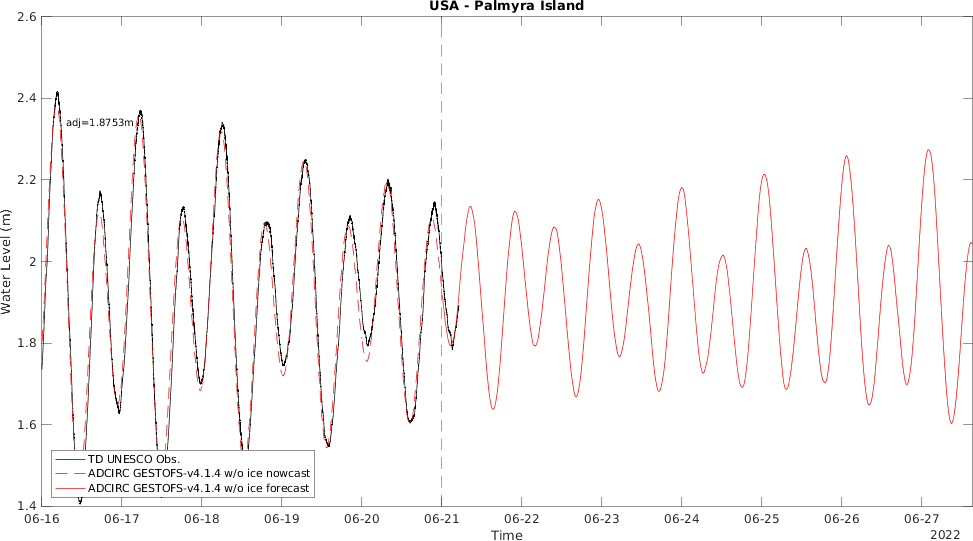 USA - Palmyra Island
2.6
2.4
2.2
2
1.8
1.6
1.4
Water Level (m)
adj=1.8753m
TD UNESCO Obs.
ADCIRC GESTOFS-v4.1.4 w/o ice nowcast
ADCIRC GESTOFS-v4.1.4 w/o ice forecast
06-16 06-17 06-18 06-19 06-20 06-21 06-22 06-23 06-24 06-25 06-26 06-27
Time
2022